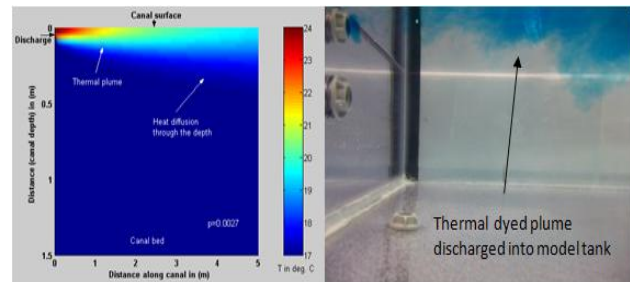 Canal surface
0
Discharge
Thermal plume
Heat diffusion
through the depth
0.5
1
1.5
Distance (canal depth) in (m)
p=0.0027
Canal bed
0 1 2 3 4 5
Distance along canal in (m)
24
23
22
21
20
19
18
17
T in deg. C
Thermal dyed plume
discharged into model tank